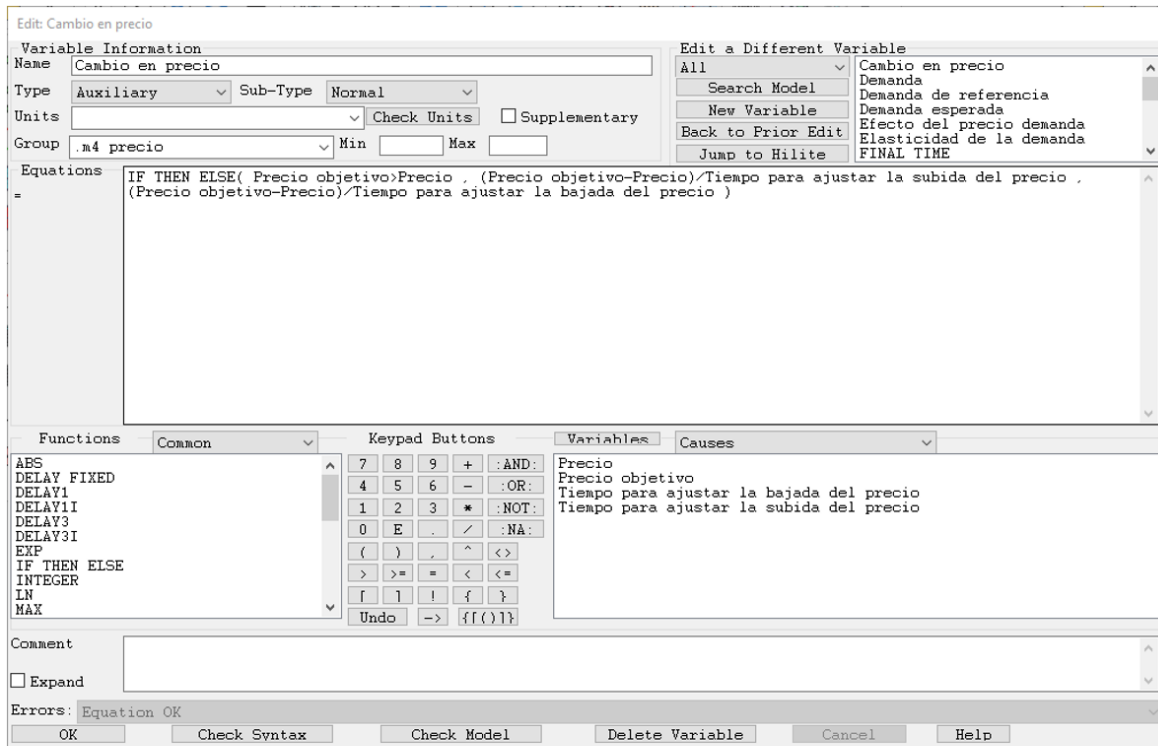 Edit: Cambio en precio
Variable Information
Name Cambio en precio
Type Auxiliary Sub-Type Normal
Units Check Units Supplementary
Group .m4 precio Min Max
Edit a Different Variable
All
Search Model
New Variable
Back to Prior Edit
Jump to Hilite
Cambio en precio
Demanda
Demanda de referencia
Demanda esperada
Efecto del precio demanda
Elasticidad de la demanda
FINAL TIME
Equations
=
IF THEN ELSE( Precio objetivo>Precio , (Precio objetivo-Precio)/Tiempo para ajustar la subida del precio ,
(Precio objetivo-Precio)/Tiempo para ajustar la bajada del precio )
Functions Common
ABS
DELAY FIXED
DELAY1
DELAY1I
DELAY3
DELAY3I
EXP
IF THEN ELSE
INTEGER
LN
MAX
Keypad Buttons
7 8 9 + :AND:
4 5 6 - :OR:
1 2 3 * :NOT:
0 E . / :NA:
( ) , ^ <>
> >= = < <=
[ ] ! { }
Undo -> {[()]}
Variables Causes
Precio
Precio objetivo
Tiempo para ajustar la bajada del precio
Tiempo para ajustar la subida del precio
Comment
Expand
Errors: Equation OK
OK Check Syntax Check Model Delete Variable Cancel Help